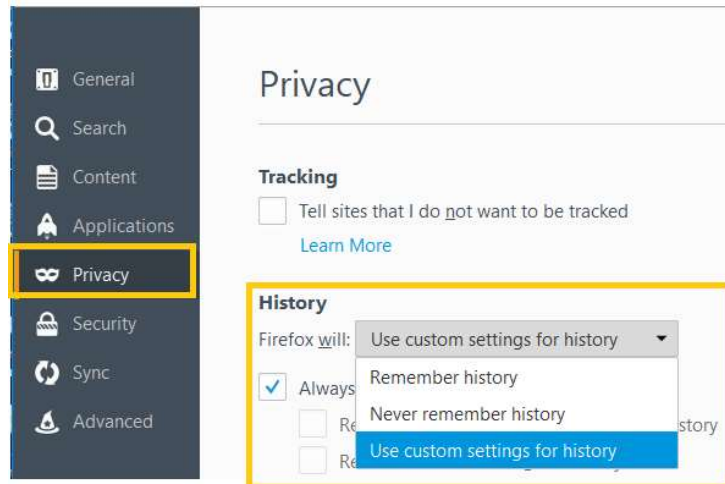 General
Search
Content
Applications
Privacy
Security
Sync
Advanced
Privacy
Tracking
Tell sites that I do not want to be tracked
Learn More
History
Firefox will: Use custom settings for history
Remember history
Always
Never remember history
Use custom settings for history